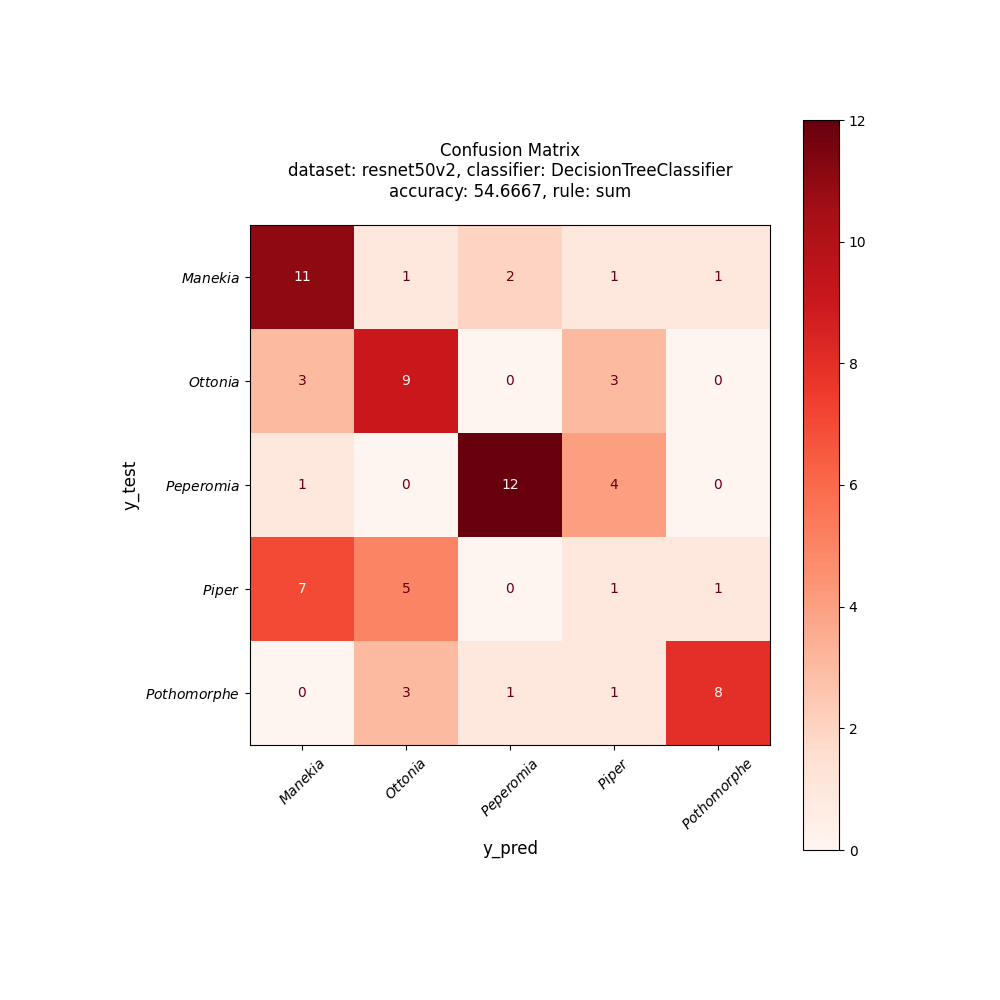 Confusion Matrix
dataset: resnet50v2, classifier: DecisionTreeClassifier
accuracy: 54.6667, rule: sum
12
10
8
6
4
2
0
y_test
Manekia 11 1 2 1 1
Ottonia 3 9 0 3 0
Peperomia 1 0 12 4 0
Piper 7 5 0 1 1
Pothomorphe 0 3 1 1 8
Manekia Ottonia Peperomia Piper Pothomorphe
y_pred